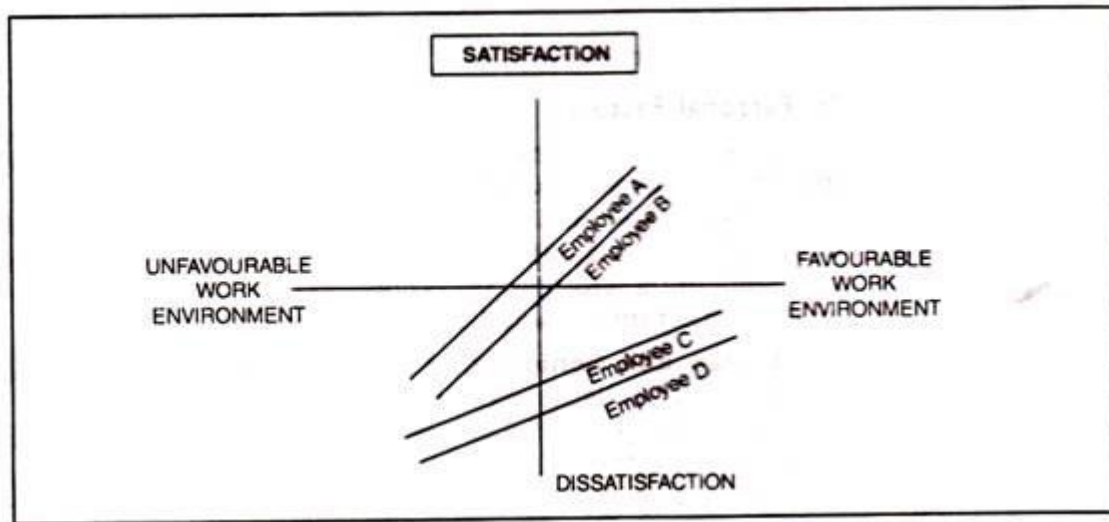 SATISFACTION
Employee A
Employee B
UNFAVOURABLE
WORK
ENVIRONMENT
FAVOURABLE
WORK
ENVIRONMENT
Employee C
Employee D
DISSATISFACTION